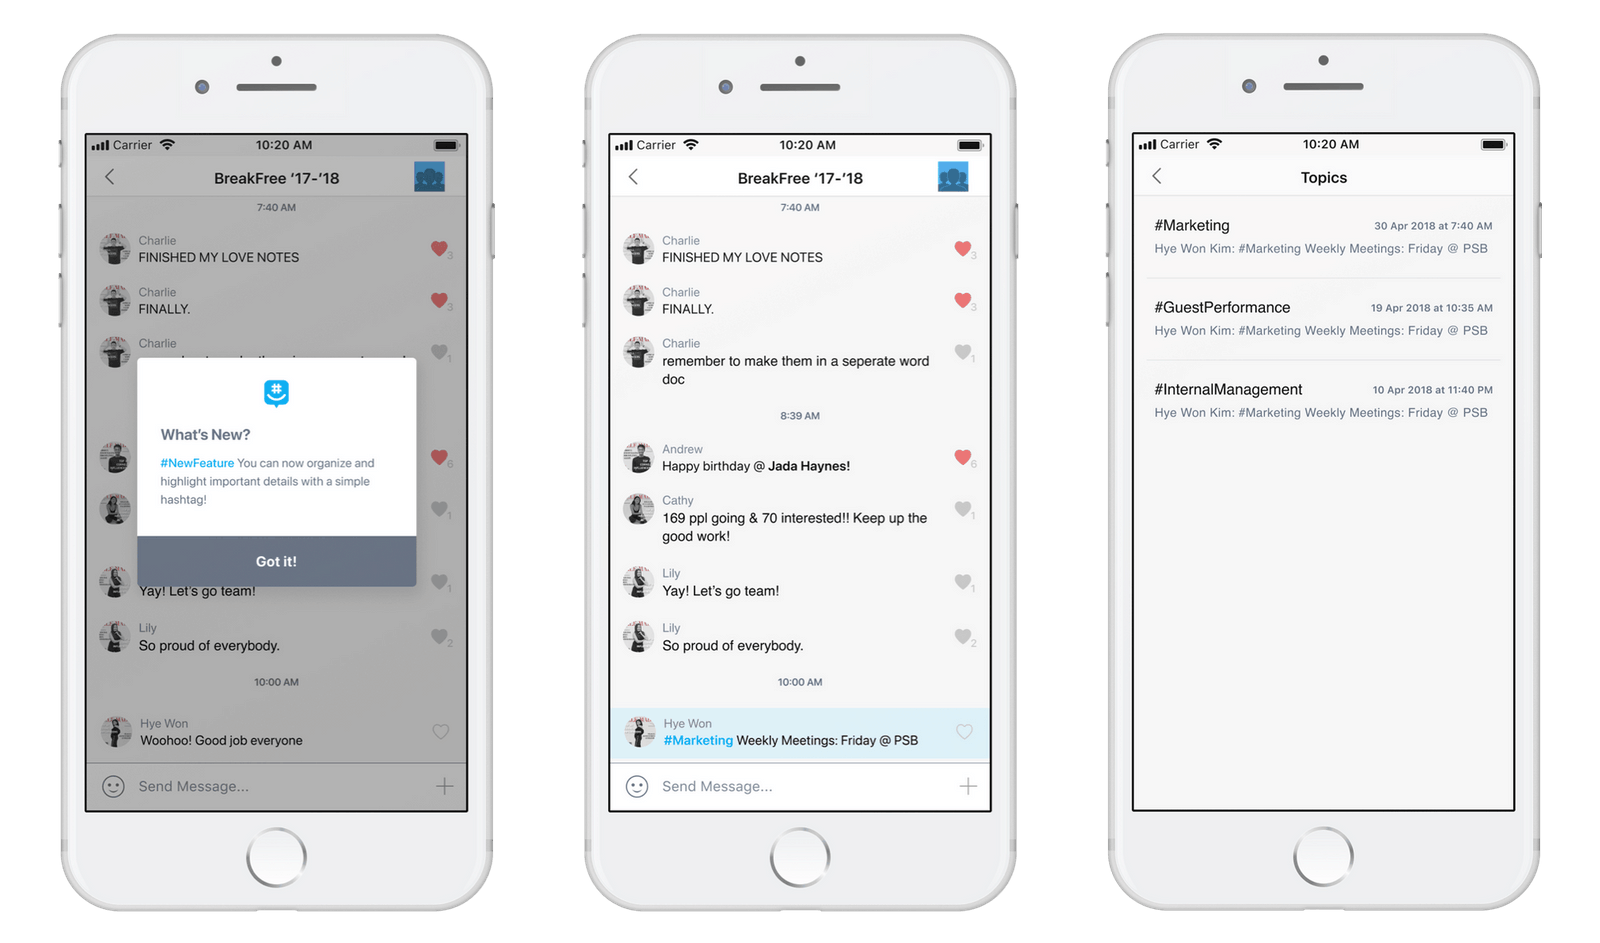 Carrier 10:20 AM
BreakFree ‘17-’18
7:40 AM
Charlie
FINISHED MY LOVE NOTES
3
Charlie
FINALLY.
3
Charlie
1
#
What’s New?
#NewFeature You can now organize and
highlight important details with a simple
hashtag!
Got it!
6
1
1
Yay! Let’s go team!
Lily
So proud of everybody.
2
10:00 AM
Hye Won
Woohoo! Good job everyone
Send Message...
Carrier 10:20 AM
BreakFree ‘17-’18
7:40 AM
Charlie
FINISHED MY LOVE NOTES
3
Charlie
FINALLY.
3
Charlie
remember to make them in a seperate word
doc
1
8:39 AM
Andrew
Happy birthday @ Jada Haynes!
6
Cathy
169 ppl going & 70 interested!! Keep up the
good work!
1
Lily
Yay! Let’s go team!
1
Lily
So proud of everybody.
2
10:00 AM
Hye Won
#Marketing Weekly Meetings: Friday @ PSB
Send Message...
Carrier 10:20 AM
Topics
#Marketing 30 Apr 2018 at 7:40 AM
Hye Won Kim: #Marketing Weekly Meetings: Friday @ PSB
#GuestPerformance 19 Apr 2018 at 10:35 AM
Hye Won Kim: #Marketing Weekly Meetings: Friday @ PSB
#InternalManagement 10 Apr 2018 at 11:40 PM
Hye Won Kim: #Marketing Weekly Meetings: Friday @ PSB